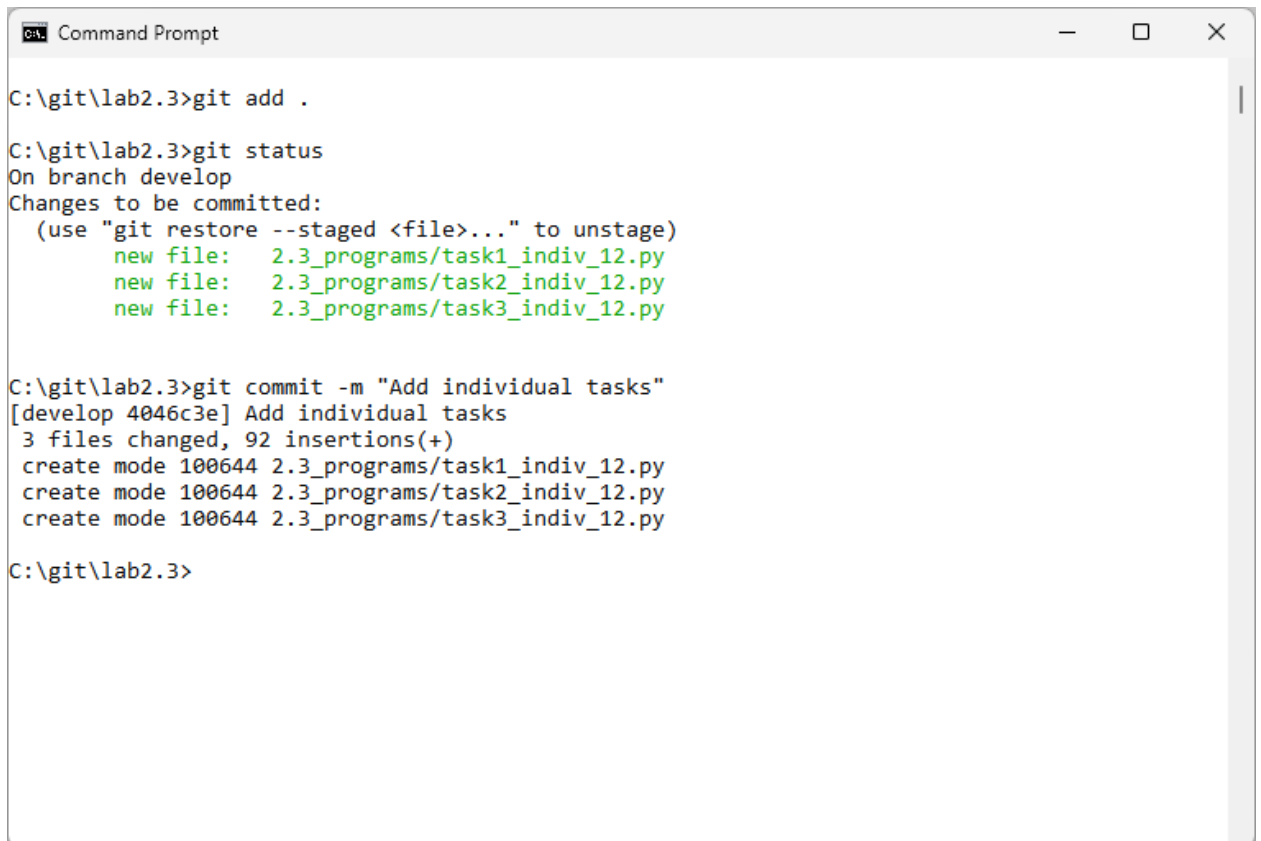 Command Prompt
C:\git\lab2.3>git add .
C:\git\lab2.3>git status
On branch develop
Changes to be committed:
  (use "git restore --staged <file>..." to unstage)
        new file:   2.3_programs/task1_indiv_12.py
        new file:   2.3_programs/task2_indiv_12.py
        new file:   2.3_programs/task3_indiv_12.py
C:\git\lab2.3>git commit -m "Add individual tasks"
[develop 4046c3e] Add individual tasks
 3 files changed, 92 insertions(+)
 create mode 100644 2.3_programs/task1_indiv_12.py
 create mode 100644 2.3_programs/task2_indiv_12.py
 create mode 100644 2.3_programs/task3_indiv_12.py
C:\git\lab2.3>